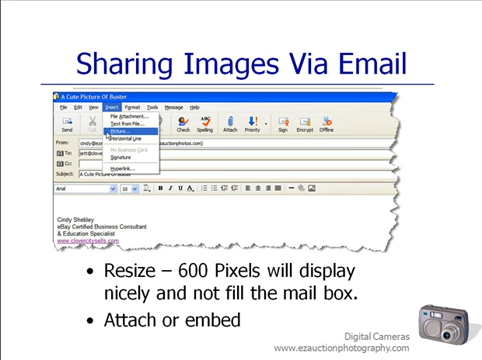 Sharing Images Via Email
A Cute Picture Of Buster
File Edit View Insert Format Tools Message Help
File Attachment...
Text from File...
Picture...
Horizontal Line
My Business Card
Signature
Hyperlink...
Send
Check Spelling Attach Priority Sign Encrypt Offline
From:
To:
Cc:
Subject: A Cute Picture Of Buster
Arial 10
Cindy Shebley
eBay Certified Business Consultant
& Education Specialist
www.clovercitysells.com
• Resize – 600 Pixels will display
nicely and not fill the mail box.
• Attach or embed
Digital Cameras
www.ezauctionphotography.com